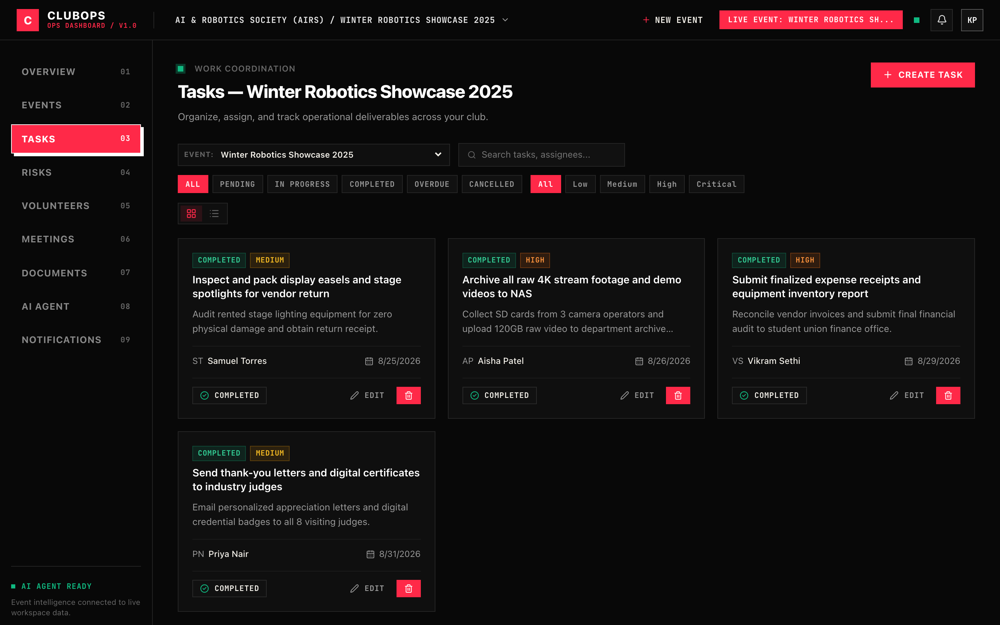 C
CLUBOPS
OPS DASHBOARD / V1.0
AI & ROBOTICS SOCIETY (AIRS) / WINTER ROBOTICS SHOWCASE 2025
+ NEW EVENT
LIVE EVENT: WINTER ROBOTICS SH...
KP
OVERVIEW 01
EVENTS 02
TASKS 03
RISKS 04
VOLUNTEERS 05
MEETINGS 06
DOCUMENTS 07
AI AGENT 08
NOTIFICATIONS 09
AI AGENT READY
Event intelligence connected to live
workspace data.
WORK COORDINATION
Tasks — Winter Robotics Showcase 2025
Organize, assign, and track operational deliverables across your club.
+ CREATE TASK
EVENT: Winter Robotics Showcase 2025
Search tasks, assignees...
ALL PENDING IN PROGRESS COMPLETED OVERDUE CANCELLED All Low Medium High Critical
COMPLETED MEDIUM
Inspect and pack display easels and stage
spotlights for vendor return
Audit rented stage lighting equipment for zero
physical damage and obtain return receipt.
ST Samuel Torres 8/25/2026
COMPLETED EDIT
COMPLETED HIGH
Archive all raw 4K stream footage and demo
videos to NAS
Collect SD cards from 3 camera operators and
upload 120GB raw video to department archive...
AP Aisha Patel 8/26/2026
COMPLETED EDIT
COMPLETED HIGH
Submit finalized expense receipts and
equipment inventory report
Reconcile vendor invoices and submit final financial
audit to student union finance office.
VS Vikram Sethi 8/29/2026
COMPLETED EDIT
COMPLETED MEDIUM
Send thank-you letters and digital certificates
to industry judges
Email personalized appreciation letters and digital
credential badges to all 8 visiting judges.
PN Priya Nair 8/31/2026
COMPLETED EDIT